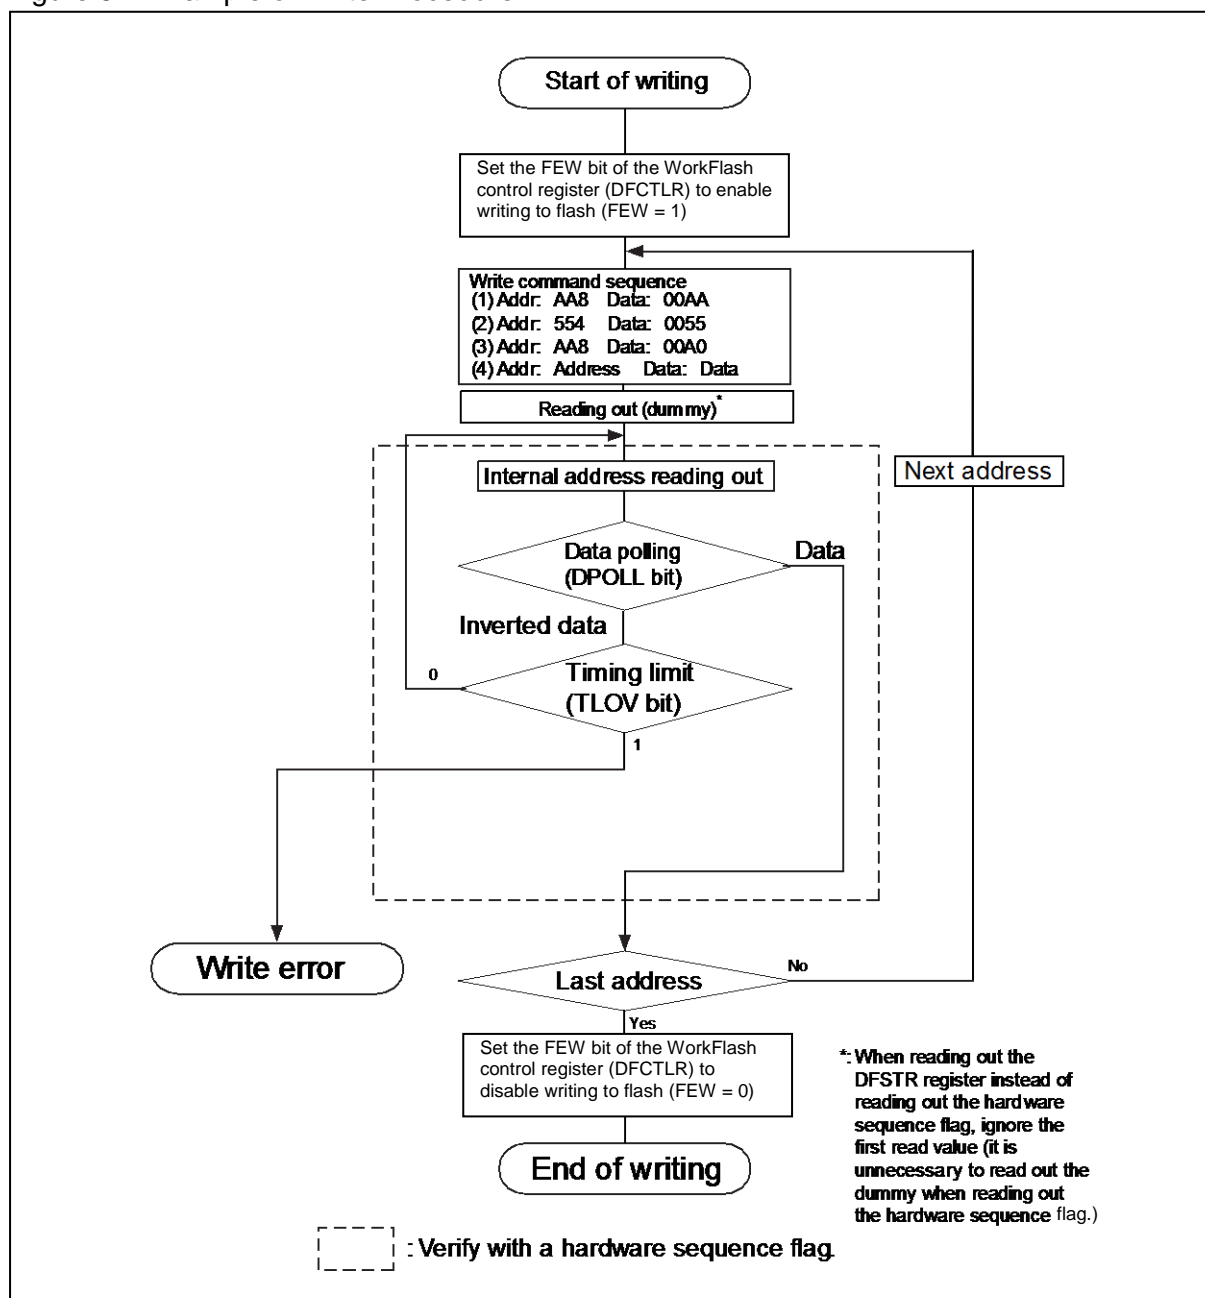 Start of writing
Set the FEW bit of the WorkFlash
control register (DFCTLR) to enable
writing to flash (FEW = 1)
Write command sequence
(1) Addr: AA8 Data: 00AA
(2) Addr: 554 Data: 0055
(3) Addr: AA8 Data: 00A0
(4) Addr: Address Data: Data
Reading out (dummy)*
Internal address reading out
Next address
Data polling
(DPOLL bit)
Data
Inverted data
Timing limit
(TLOV bit)
0
1
Write error
Last address
No
Yes
Set the FEW bit of the WorkFlash
control register (DFCTLR) to
disable writing to flash (FEW = 0)
End of writing
*: When reading out the
DFSTR register instead of
reading out the hardware
sequence flag, ignore the
first read value (it is
unnecessary to read out the
dummy when reading out
the hardware sequence flag.)
: Verify with a hardware sequence flag.